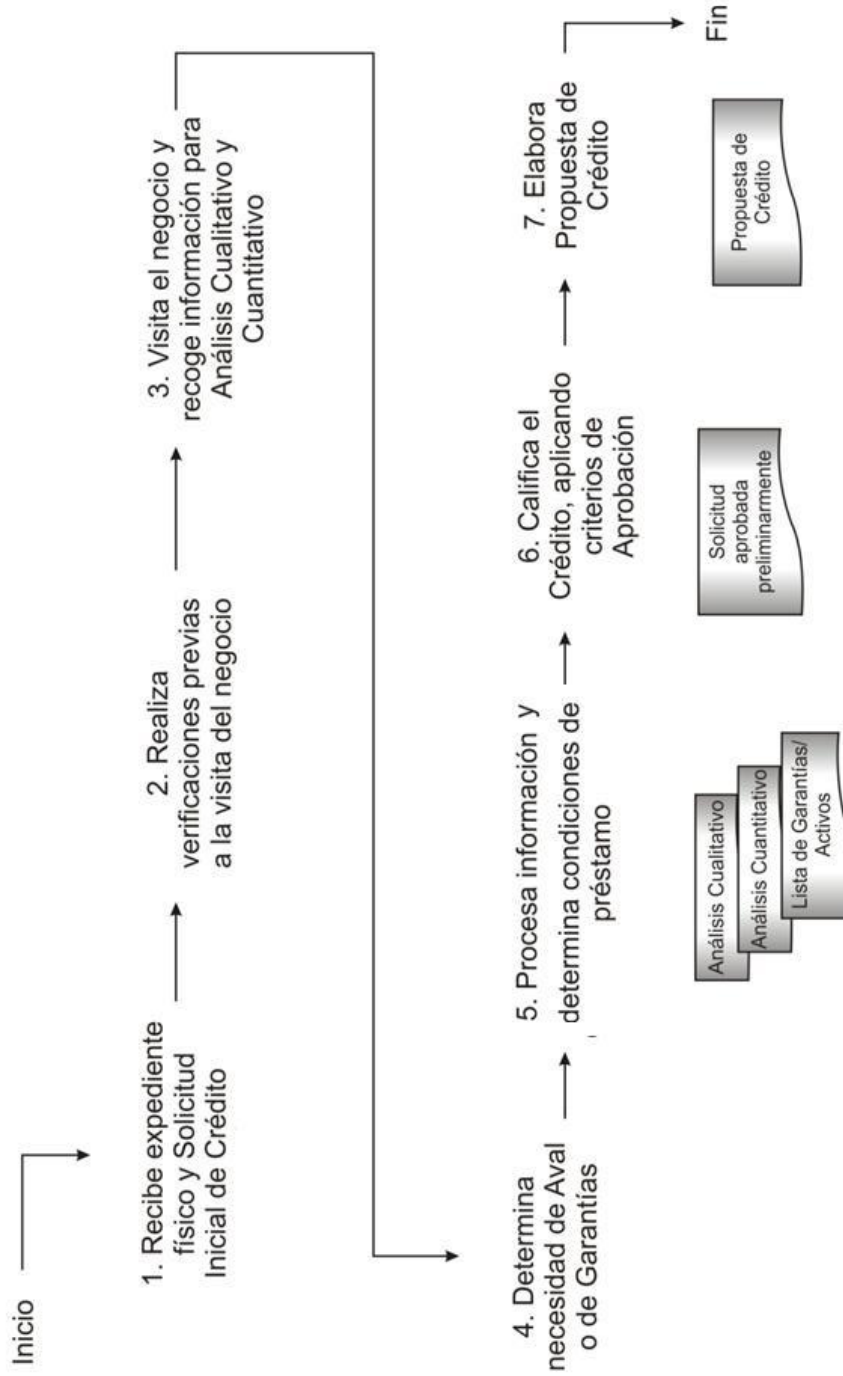 Inicio
1. Recibe expediente
físico y Solicitud
Inicial de Crédito
2. Realiza
verificaciones previas
a la visita del negocio
3. Visita el negocio y
recoge información para
Análisis Cualitativo y
Cuantitativo
4. Determina
necesidad de Aval
o de Garantías
5. Procesa información y
determina condiciones de
préstamo
Análisis Cualitativo
Análisis Cuantitativo
Lista de Garantías/
Activos
6. Califica el
Crédito, aplicando
criterios de
Aprobación
Solicitud
aprobada
preliminarmente
7. Elabora
Propuesta de
Crédito
Propuesta de
Crédito
Fin